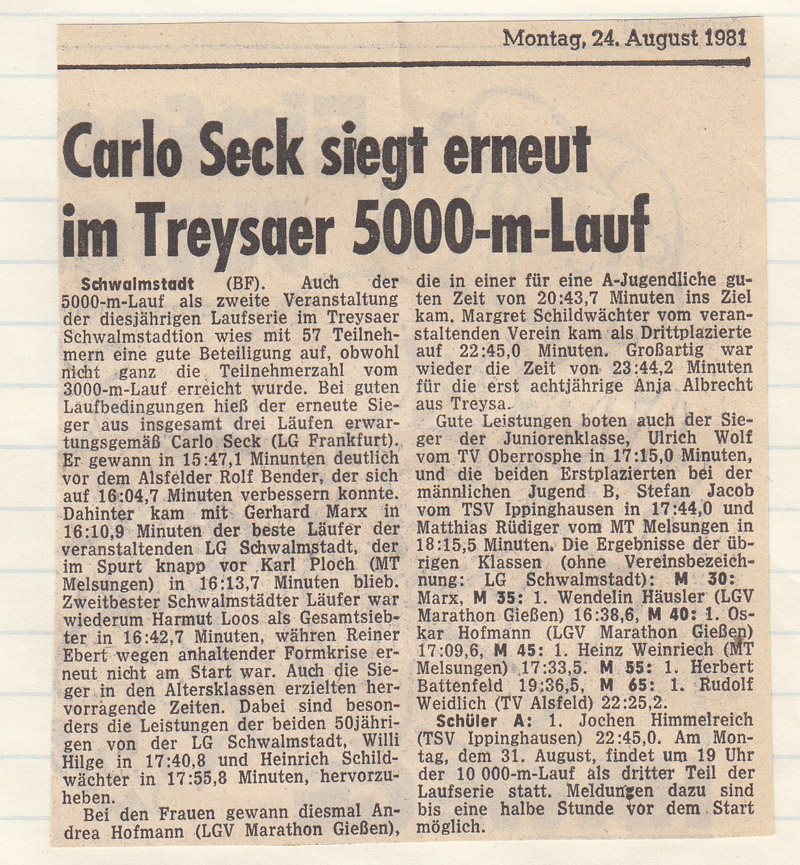 Montag, 24. August 1981
Carlo Seck siegt erneut
im Treysaer 5000-m-Lauf
Schwalmstadt (BF). Auch der
5000-m-Lauf als zweite Veranstaltung
der diesjährigen Laufserie im Treysaer
Schwalmstadtion wies mit 57 Teilneh-
mern eine gute Beteiligung auf, obwohl
nicht ganz die Teilnehmerzahl vom
3000-m-Lauf erreicht wurde. Bei guten
Laufbedingungen hieß der erneute Sie-
ger aus insgesamt drei Läufen erwar-
tungsgemäß Carlo Seck (LG Frankfurt).
Er gewann in 15:47,1 Minunten deutlich
vor dem Alsfelder Rolf Bender, der sich
auf 16:04,7 Minuten verbessern konnte.
Dahinter kam mit Gerhard Marx in
16:10,9 Minuten der beste Läufer der
veranstaltenden LG Schwalmstadt, der
im Spurt knapp vor Karl Ploch (MT
Melsungen) in 16:13,7 Minuten blieb.
Zweitbester Schwalmstädter Läufer war
wiederum Harmut Loos als Gesamtsieb-
ter in 16:42,7 Minuten, währen Reiner
Ebert wegen anhaltender Formkrise er-
neut nicht am Start war. Auch die Sie-
ger in den Altersklassen erzielten her-
vorragende Zeiten. Dabei sind beson-
ders die Leistungen der beiden 50jähri-
gen von der LG Schwalmstadt, Willi
Hilge in 17:40,8 und Heinrich Schild-
wächter in 17:55,8 Minuten, hervorzu-
heben.
Bei den Frauen gewann diesmal An-
drea Hofmann (LGV Marathon Gießen),
die in einer für eine A-Jugendliche gu-
ten Zeit von 20:43,7 Minuten ins Ziel
kam. Margret Schildwächter vom veran-
staltenden Verein kam als Drittplazierte
auf 22:45,0 Minuten. Großartig war
wieder die Zeit von 23:44,2 Minuten
für die erst achtjährige Anja Albrecht
aus Treysa.
Gute Leistungen boten auch der Sie-
ger der Juniorenklasse, Ulrich Wolf
vom TV Oberrosphe in 17:15,0 Minuten,
und die beiden Erstplazierten bei der
männlichen Jugend B, Stefan Jacob
vom TSV Ippinghausen in 17:44,0 und
Matthias Rüdiger vom MT Melsungen in
18:15,5 Minuten. Die Ergebnisse der üb-
rigen Klassen (ohne Vereinsbezeich-
nung: LG Schwalmstadt): M 30:
Marx, M 35: 1. Wendelin Häusler (LGV
Marathon Gießen) 16:38,6, M 40: 1. Os-
kar Hofmann (LGV Marathon Gießen)
17:09,6, M 45: 1. Heinz Weinriech (MT
Melsungen) 17:33,5. M 55: 1. Herbert
Battenfeld 19:36,5, M 65: 1. Rudolf
Weidlich (TV Alsfeld) 22:25,2.
Schüler A: 1. Jochen Himmelreich
(TSV Ippinghausen) 22:45,0. Am Mon-
tag, dem 31. August, findet um 19 Uhr
der 10 000-m-Lauf als dritter Teil der
Laufserie statt. Meldungen dazu sind
bis eine halbe Stunde vor dem Start
möglich.